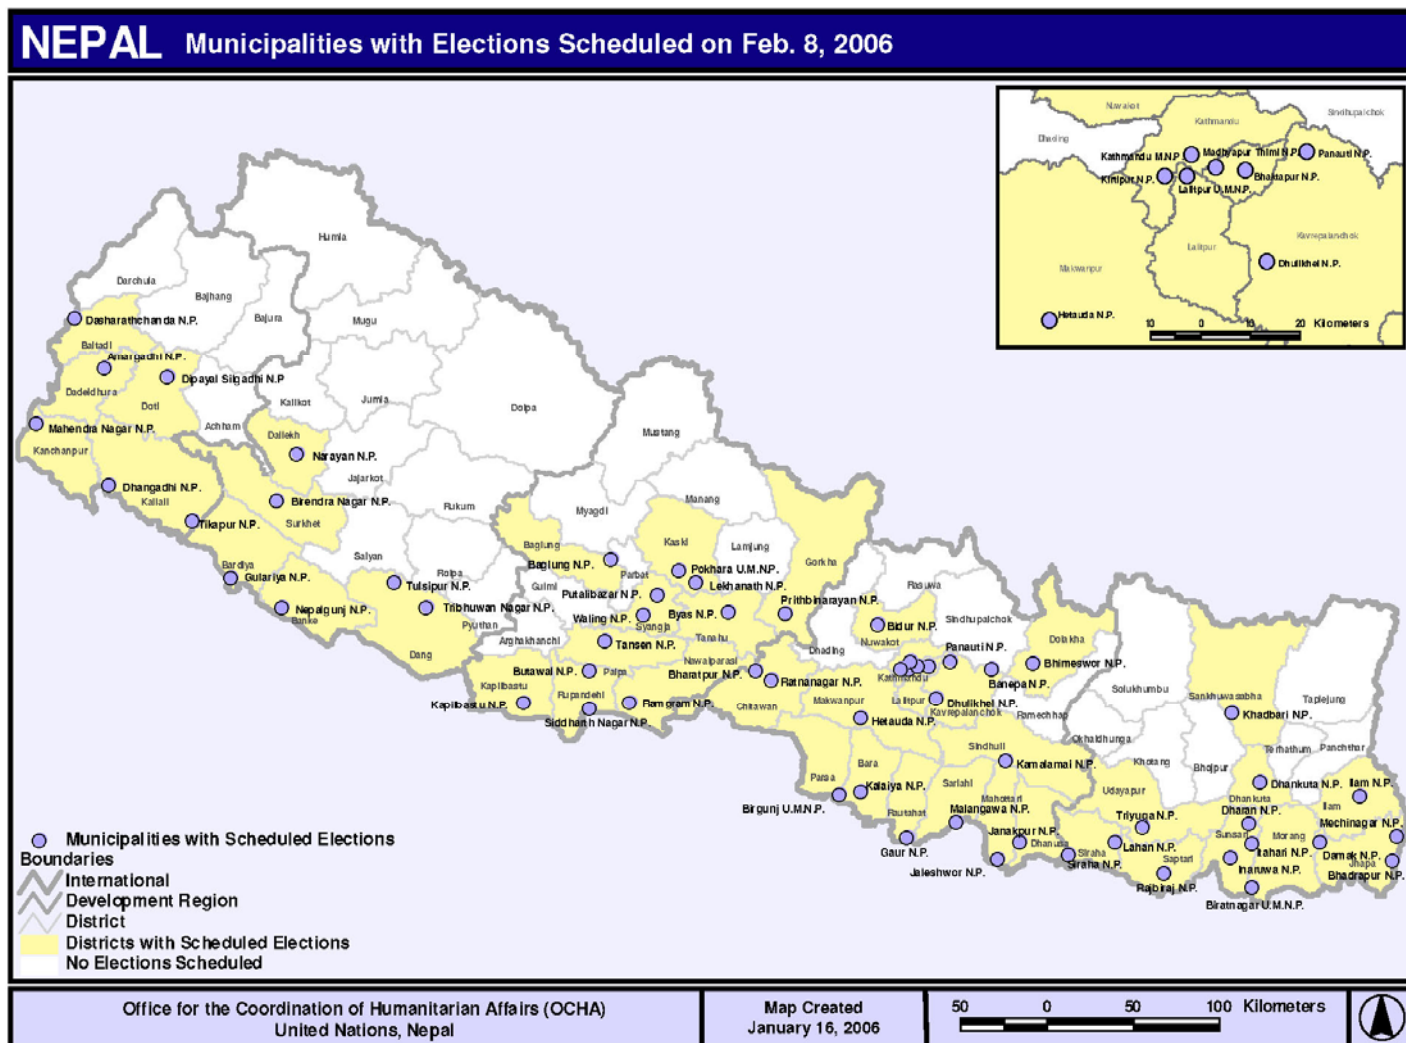 NEPAL Municipalities with Elections Scheduled on Feb. 8, 2006
Nuwakot
Sindhupalchok
Kathmandu
Dhading
Kathmandu M.N.P.
Madhyapur Thimi N.P.
Panauti N.P.
Kirtipur N.P.
Lalitpur U.M.N.P.
Bhaktapur N.P.
Lalitpur
Kavrepalanchok
Makwanpur
Dhulikhel N.P.
Hetauda N.P.
10 0 10 20 Kilometers
Humla
Darchula
Bajhang
Bajura
Mugu
Dasharathchanda N.P.
Baitadi
Amargadhi N.P.
Dipayal Silgadhi N.P
Dadeldhura
Doti
Kalikot
Jumla
Dolpa
Mahendra Nagar N.P.
Achham
Dailekh
Mustang
Kanchanpur
Narayan N.P.
Jajarkot
Dhangadhi N.P.
Kailali
Birendra Nagar N.P.
Rukum
Manang
Myagdi
Tikapur N.P.
Surkhet
Baglung
Kaski
Lamjung
Gorkha
Salyan
Bardiya
Gulariya N.P.
Rolpa
Baglung N.P.
Parbat
Pokhara U.M.N.P.
Tulsipur N.P.
Gulmi
Lekhanath N.P.
Rasuwa
Putalibazar N.P.
Nepalgunj N.P.
Banke
Tribhuwan Nagar N.P.
Waling N.P.
Byas N.P.
Prithbinarayan N.P.
Pyuthan
Syangja
Bidur N.P.
Sindhupalchok
Arghakhanchi
Tansen N.P.
Tanahu
Nuwakot
Dolakha
Dang
Dhading
Panauti N.P.
Nawalparasi
Bhimeswor N.P.
Butawal N.P.
Palpa
Bharatpur N.P.
Ratnanagar N.P.
Kathmandu
Banepa N.P.
Kapilbastu
Rupandehi
Makwanpur
Lalitpur
Dhulikhel N.P.
Solukhumbu
Sankhuwasabha
Taplejung
Kapilbastu N.P.
Ramgram N.P.
Chitawan
Kavrepalanchok
Siddharth Nagar N.P.
Hetauda N.P.
Ramechhap
Khadbari N.P.
Okhaldhunga
Sindhuli
Terhathum
Panchthar
Kamalamai N.P.
Khotang
Bhojpur
Parsa
Bara
Kalaiya N.P.
Sarlahi
Udayapur
Dhankuta N.P.
Ilam N.P.
Birgunj U.M.N.P.
Mahottari
Dhankuta
Ilam
Rautahat
Malangawa N.P.
Triyuga N.P.
Dharan N.P.
Mechinagar N.P.
Janakpur N.P.
Sunsari
Morang
Gaur N.P.
Dhanusa
Lahan N.P.
Itahari N.P.
Damak N.P.
Siraha
Siraha N.P.
Saptari
Jhapa
Jaleshwor N.P.
Inaruwa N.P.
Bhadrapur N.P.
Rajbiraj N.P.
Biratnagar U.M.N.P.
Municipalities with Scheduled Elections
Boundaries
International
Development Region
District
Districts with Scheduled Elections
No Elections Scheduled
Office for the Coordination of Humanitarian Affairs (OCHA)
United Nations, Nepal
Map Created
January 16, 2006
50 0 50 100 Kilometers